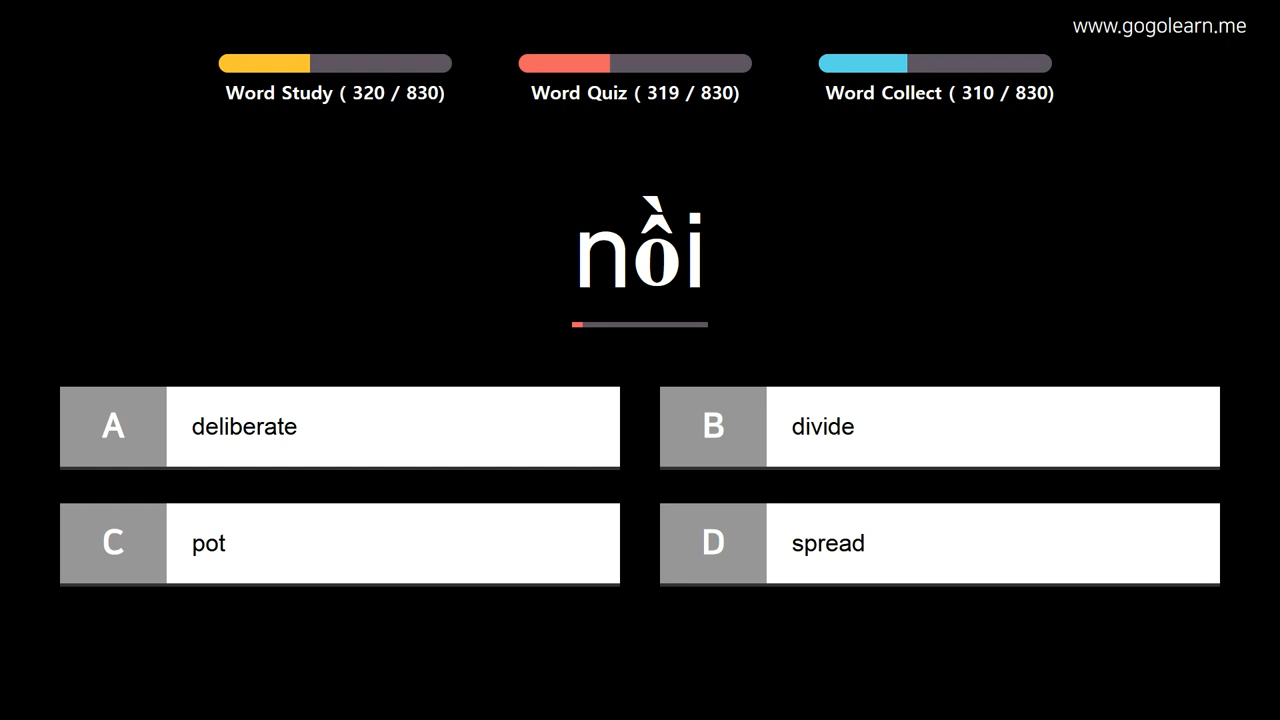 www.gogolearn.me
Word Study ( 320 / 830)
Word Quiz ( 319 / 830)
Word Collect ( 310 / 830)
nồi
A deliberate
B divide
C pot
D spread